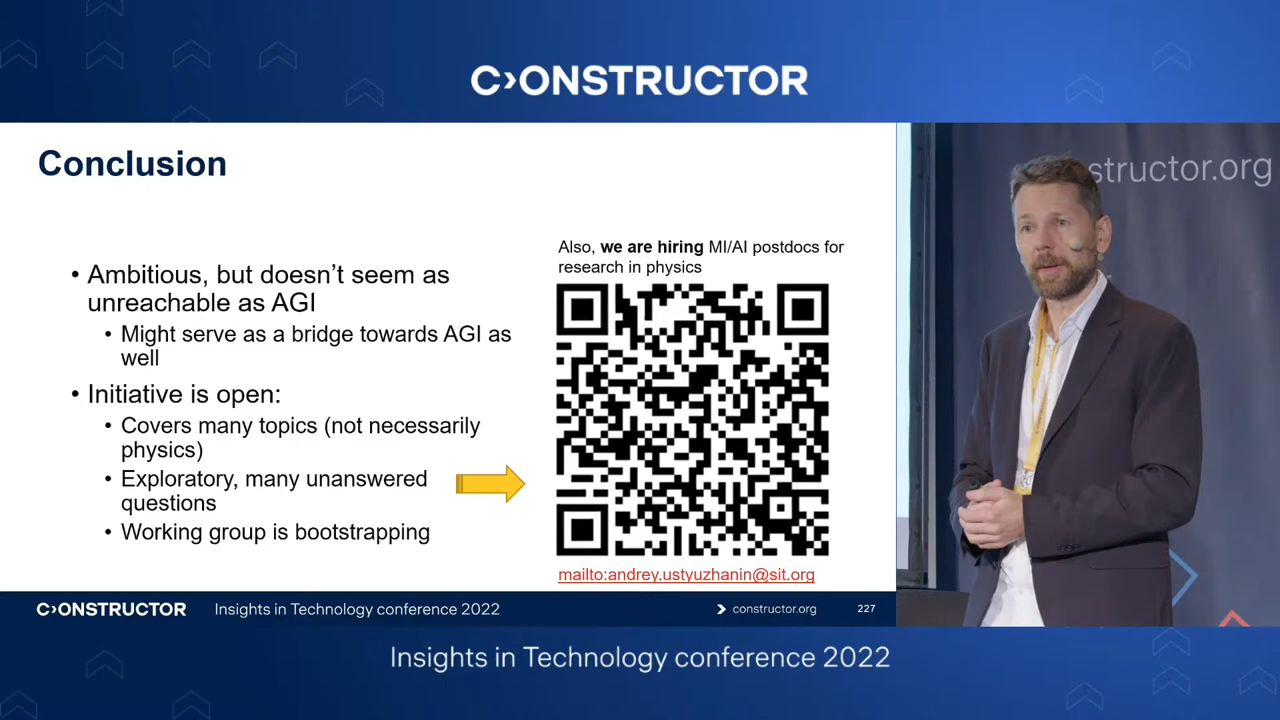 C›ONSTRUCTOR
Conclusion
• Ambitious, but doesn’t seem as
unreachable as AGI
• Might serve as a bridge towards AGI as
well
• Initiative is open:
• Covers many topics (not necessarily
physics)
• Exploratory, many unanswered
questions
• Working group is bootstrapping
Also, we are hiring MI/AI postdocs for
research in physics
mailto:andrey.ustyuzhanin@sit.org
structor.org
C›ONSTRUCTOR
Insights in Technology conference 2022
constructor.org
227
Insights in Technology conference 2022